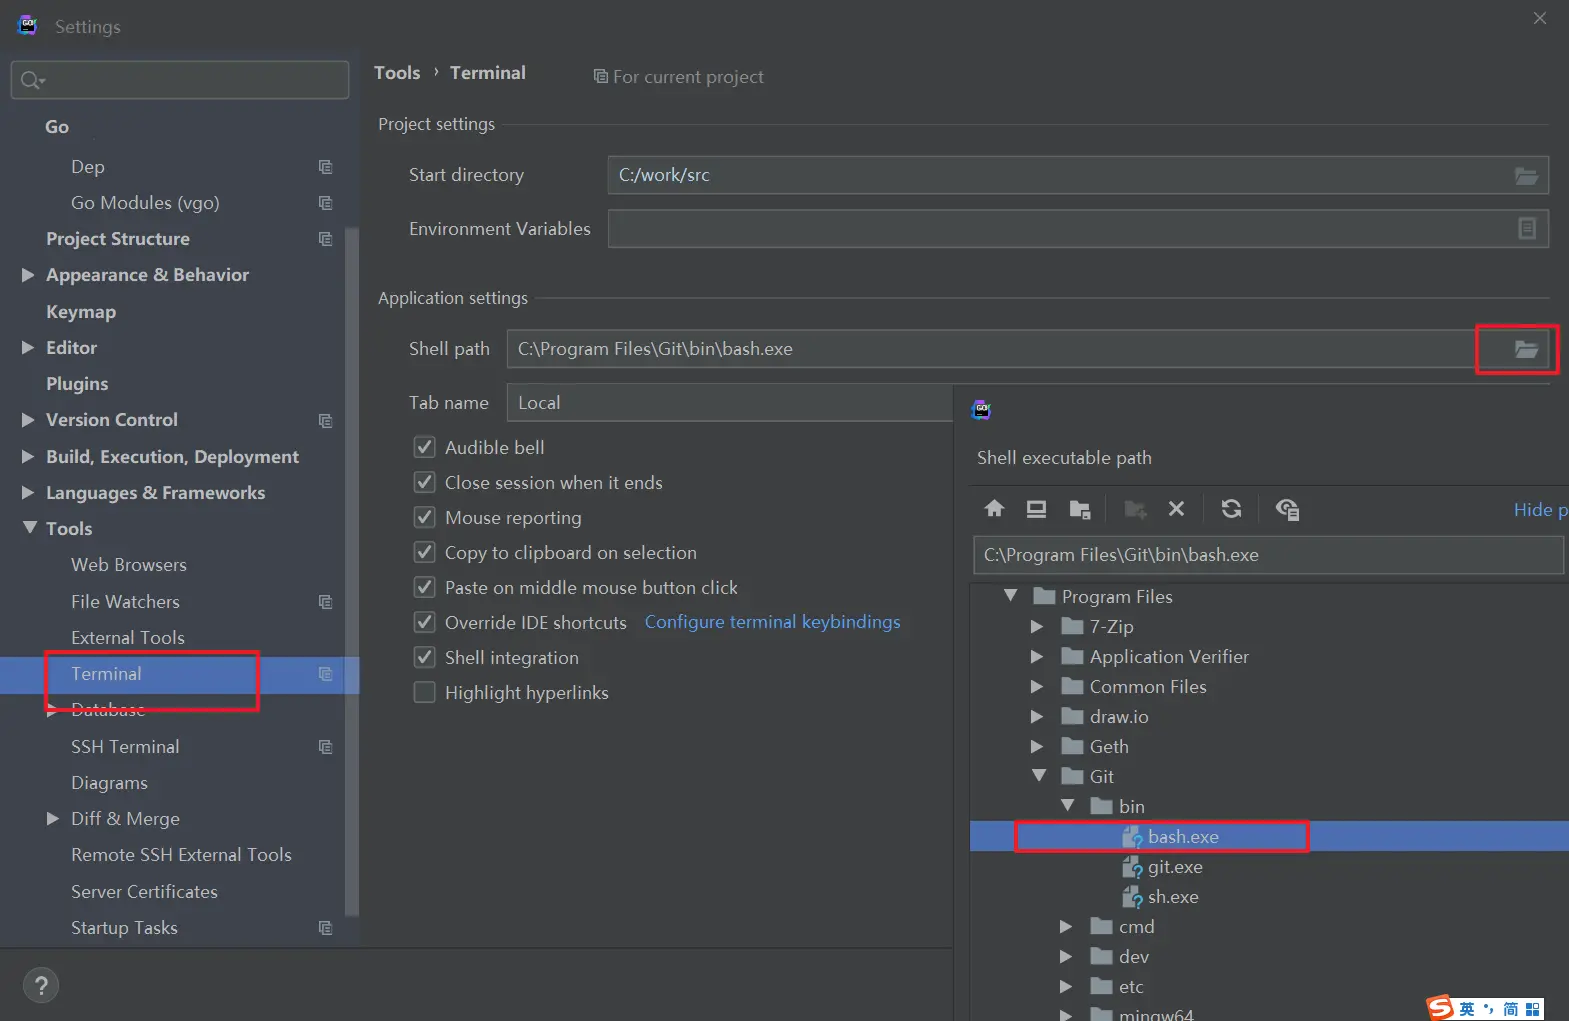 Settings
Go
Dep
Go Modules (vgo)
Project Structure
Appearance & Behavior
Keymap
Editor
Plugins
Version Control
Build, Execution, Deployment
Languages & Frameworks
Tools
Web Browsers
File Watchers
External Tools
Terminal
Database
SSH Terminal
Diagrams
Diff & Merge
Remote SSH External Tools
Server Certificates
Startup Tasks
?
Tools › Terminal For current project
Project settings
Start directory C:/work/src
Environment Variables
Application settings
Shell path C:\Program Files\Git\bin\bash.exe
Tab name Local
Audible bell
Close session when it ends
Mouse reporting
Copy to clipboard on selection
Paste on middle mouse button click
Override IDE shortcuts Configure terminal keybindings
Shell integration
Highlight hyperlinks
GO
Shell executable path
Hide p
C:\Program Files\Git\bin\bash.exe
Program Files
7-Zip
Application Verifier
Common Files
draw.io
Geth
Git
bin
bash.exe
git.exe
sh.exe
cmd
dev
etc
mingw64
S 英 •, 简